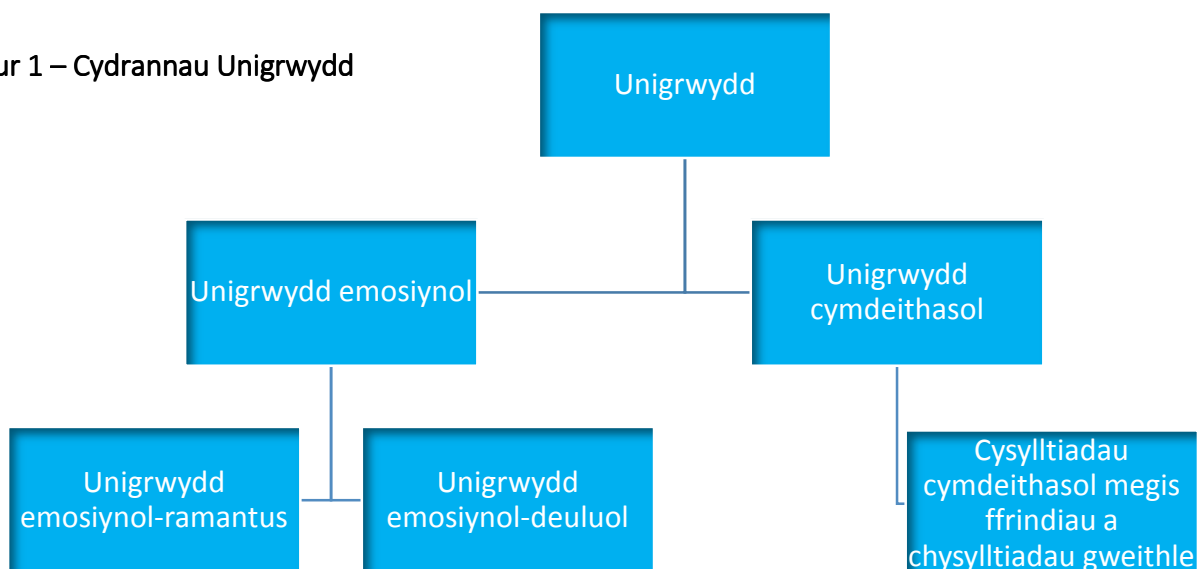 ur 1 – Cydrannau Unigrwydd
Unigrwydd
Unigrwydd emosiynol
Unigrwydd
cymdeithasol
Unigrwydd
emosiynol-ramantus
Unigrwydd
emosiynol-deuluol
Cysylltiadau
cymdeithasol megis
ffrindiau a
chysylltiadau gweithle